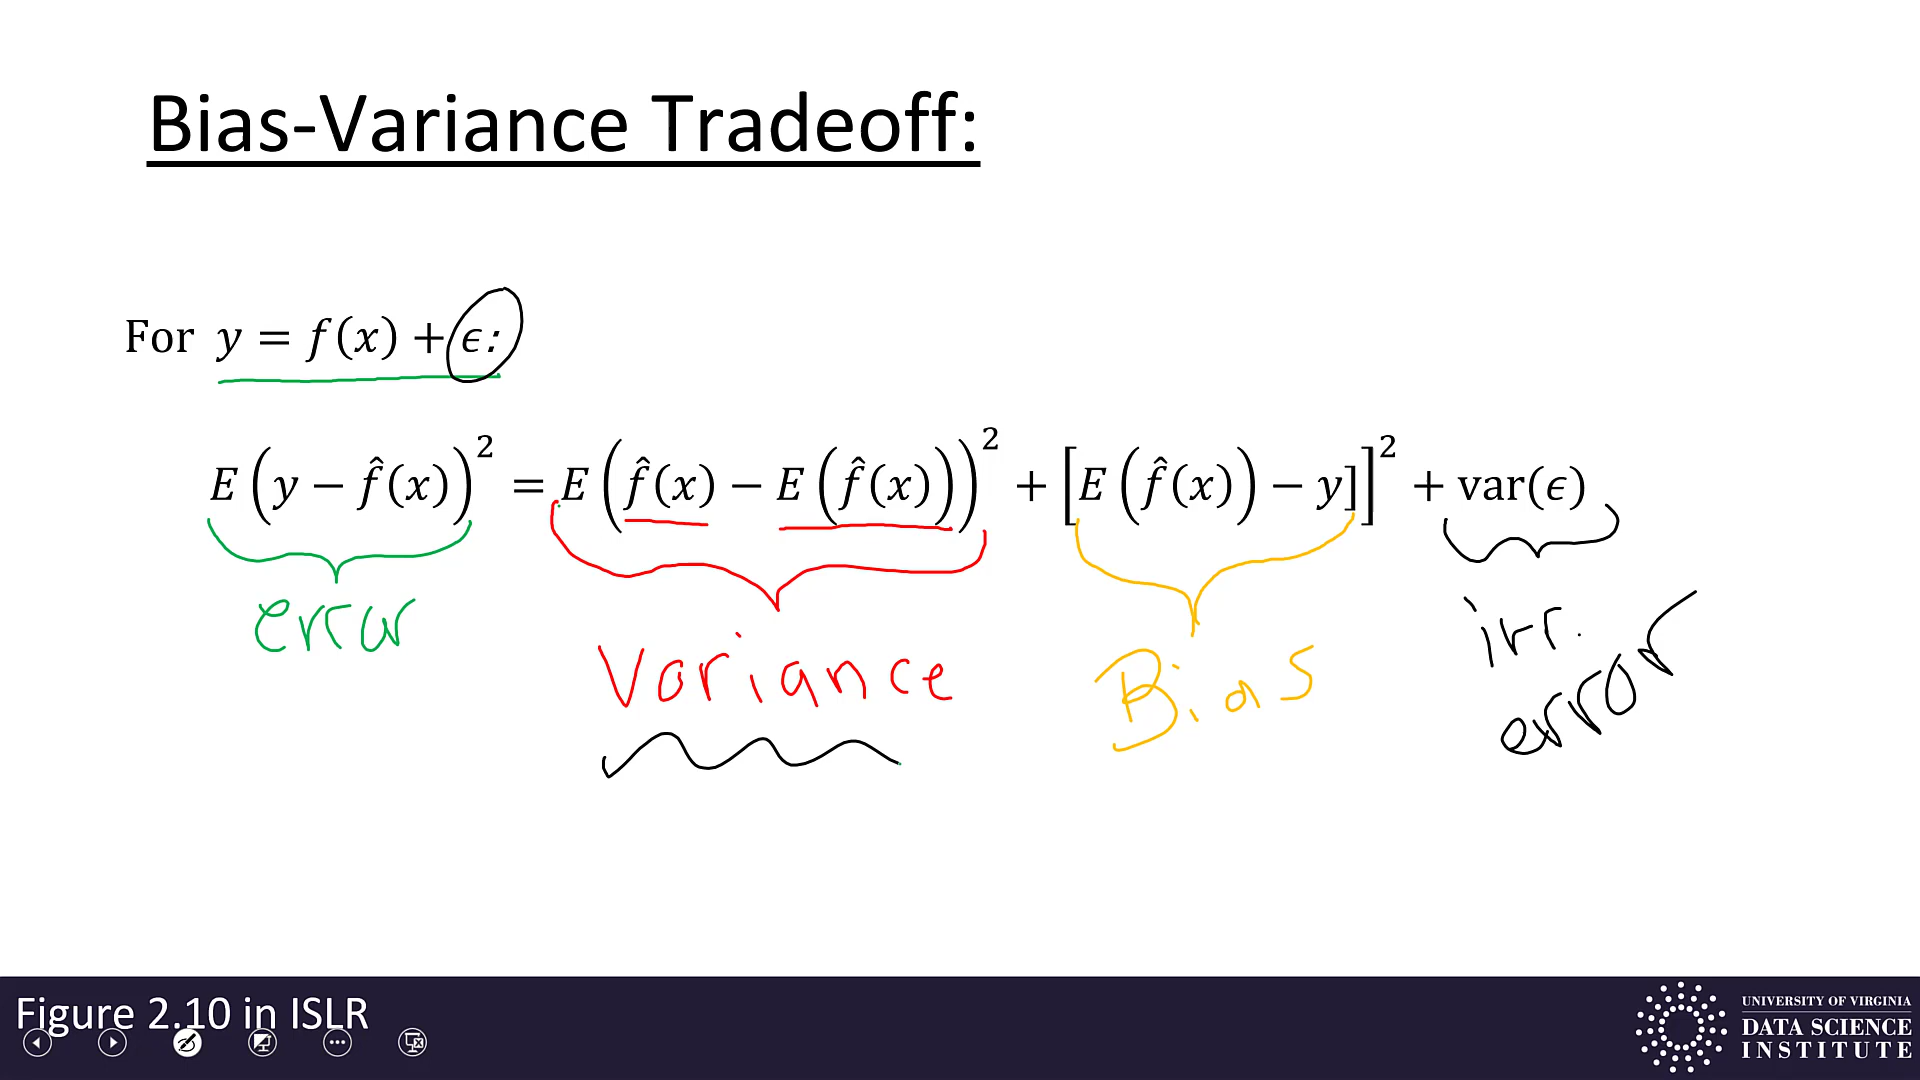 Bias-Variance Tradeoff:
For y = f(x) + ϵ:
E(y − f̂(x))² = E(f̂(x) − E(f̂(x)))² + [E(f̂(x)) − y]]² + var(ϵ)
error
Variance
Bias
irr.
error
Figure 2.10 in ISLR
UNIVERSITY OF VIRGINIA
DATA SCIENCE
INSTITUTE